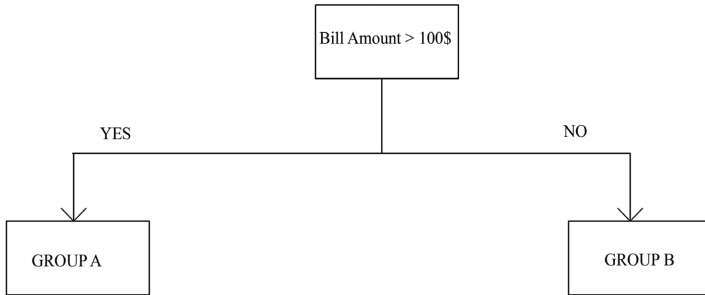 Bill Amount > 100$
YES
NO
GROUP A
GROUP B